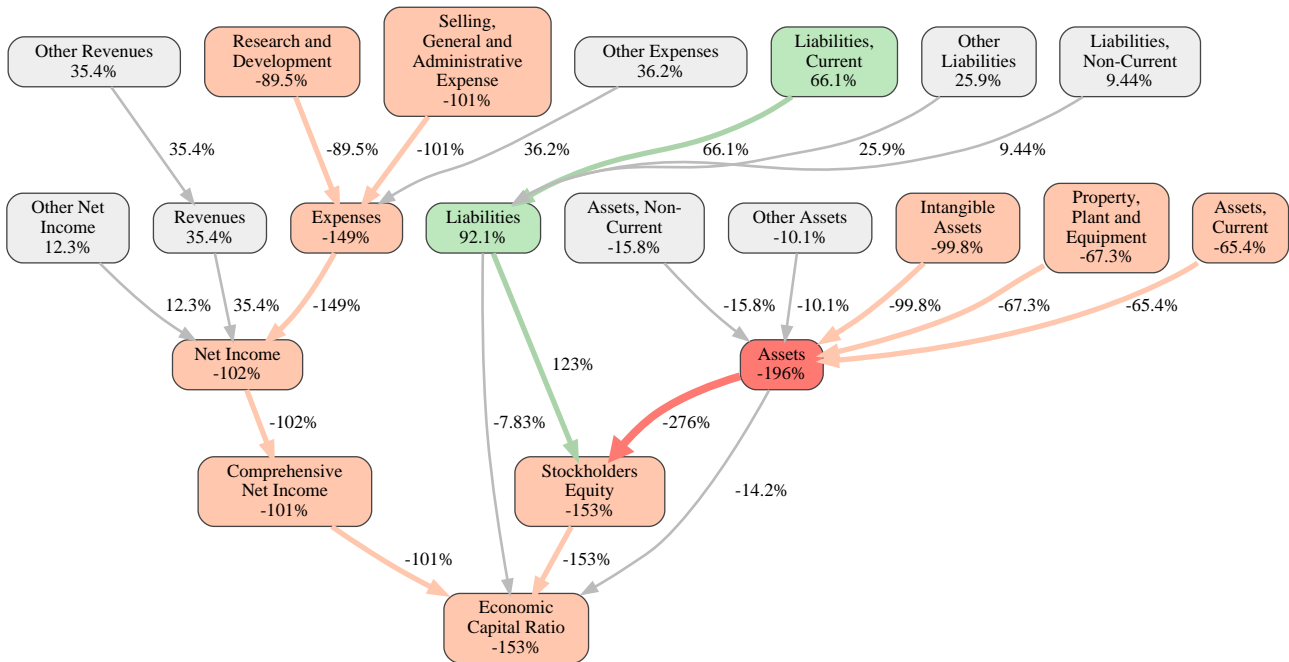 Other Revenues
35.4%
Research and
Development
-89.5%
Selling,
General and
Administrative
Expense
-101%
Other Expenses
36.2%
Liabilities,
Current
66.1%
Other
Liabilities
25.9%
Liabilities,
Non-Current
9.44%
35.4%
-89.5%
-101%
36.2%
66.1%
25.9%
9.44%
Other Net
Income
12.3%
Revenues
35.4%
Expenses
-149%
Liabilities
92.1%
Assets, Non-
Current
-15.8%
Other Assets
-10.1%
Intangible
Assets
-99.8%
Property,
Plant and
Equipment
-67.3%
Assets,
Current
-65.4%
12.3%
35.4%
-149%
-15.8%
-10.1%
-99.8%
-67.3%
-65.4%
Net Income
-102%
123%
Assets
-196%
-102%
-7.83%
-276%
Comprehensive
Net Income
-101%
Stockholders
Equity
-153%
-14.2%
-101%
-153%
Economic
Capital Ratio
-153%